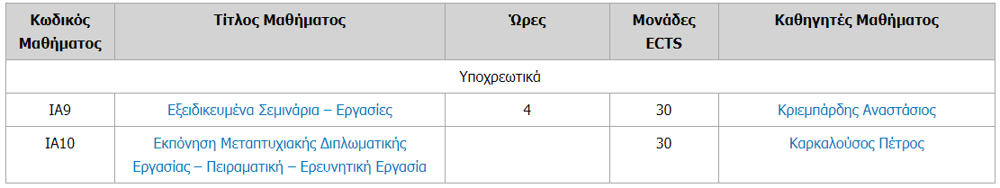 Κωδικός Μαθήματος Τίτλος Μαθήματος Ώρες Μονάδες ECTS Καθηγητές Μαθήματος
Υποχρεωτικά
ΙΑ9 Εξειδικευμένα Σεμινάρια – Εργασίες 4 30 Κριεμπάρδης Αναστάσιος
ΙΑ10 Εκπόνηση Μεταπτυχιακής Διπλωματικής 30 Καρκαλούσος Πέτρος
Εργασίας – Πειραματική – Ερευνητική Εργασία